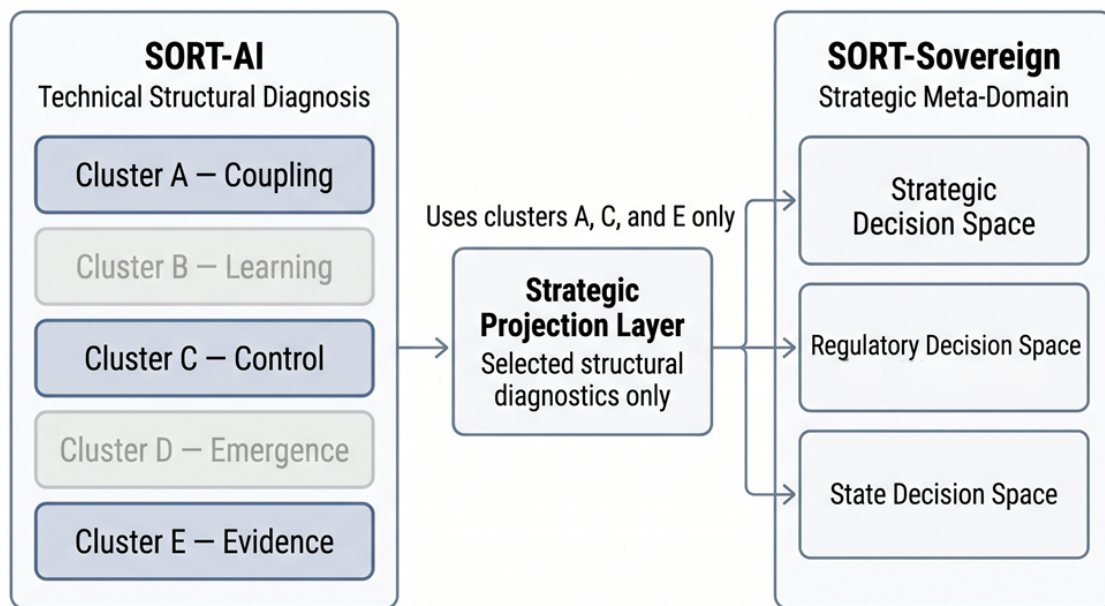 SORT-AI
Technical Structural Diagnosis
Cluster A — Coupling
Cluster B — Learning
Cluster C — Control
Cluster D — Emergence
Cluster E — Evidence
Uses clusters A, C, and E only
Strategic
Projection Layer
Selected structural
diagnostics only
SORT-Sovereign
Strategic Meta-Domain
Strategic
Decision Space
Regulatory Decision Space
State Decision Space